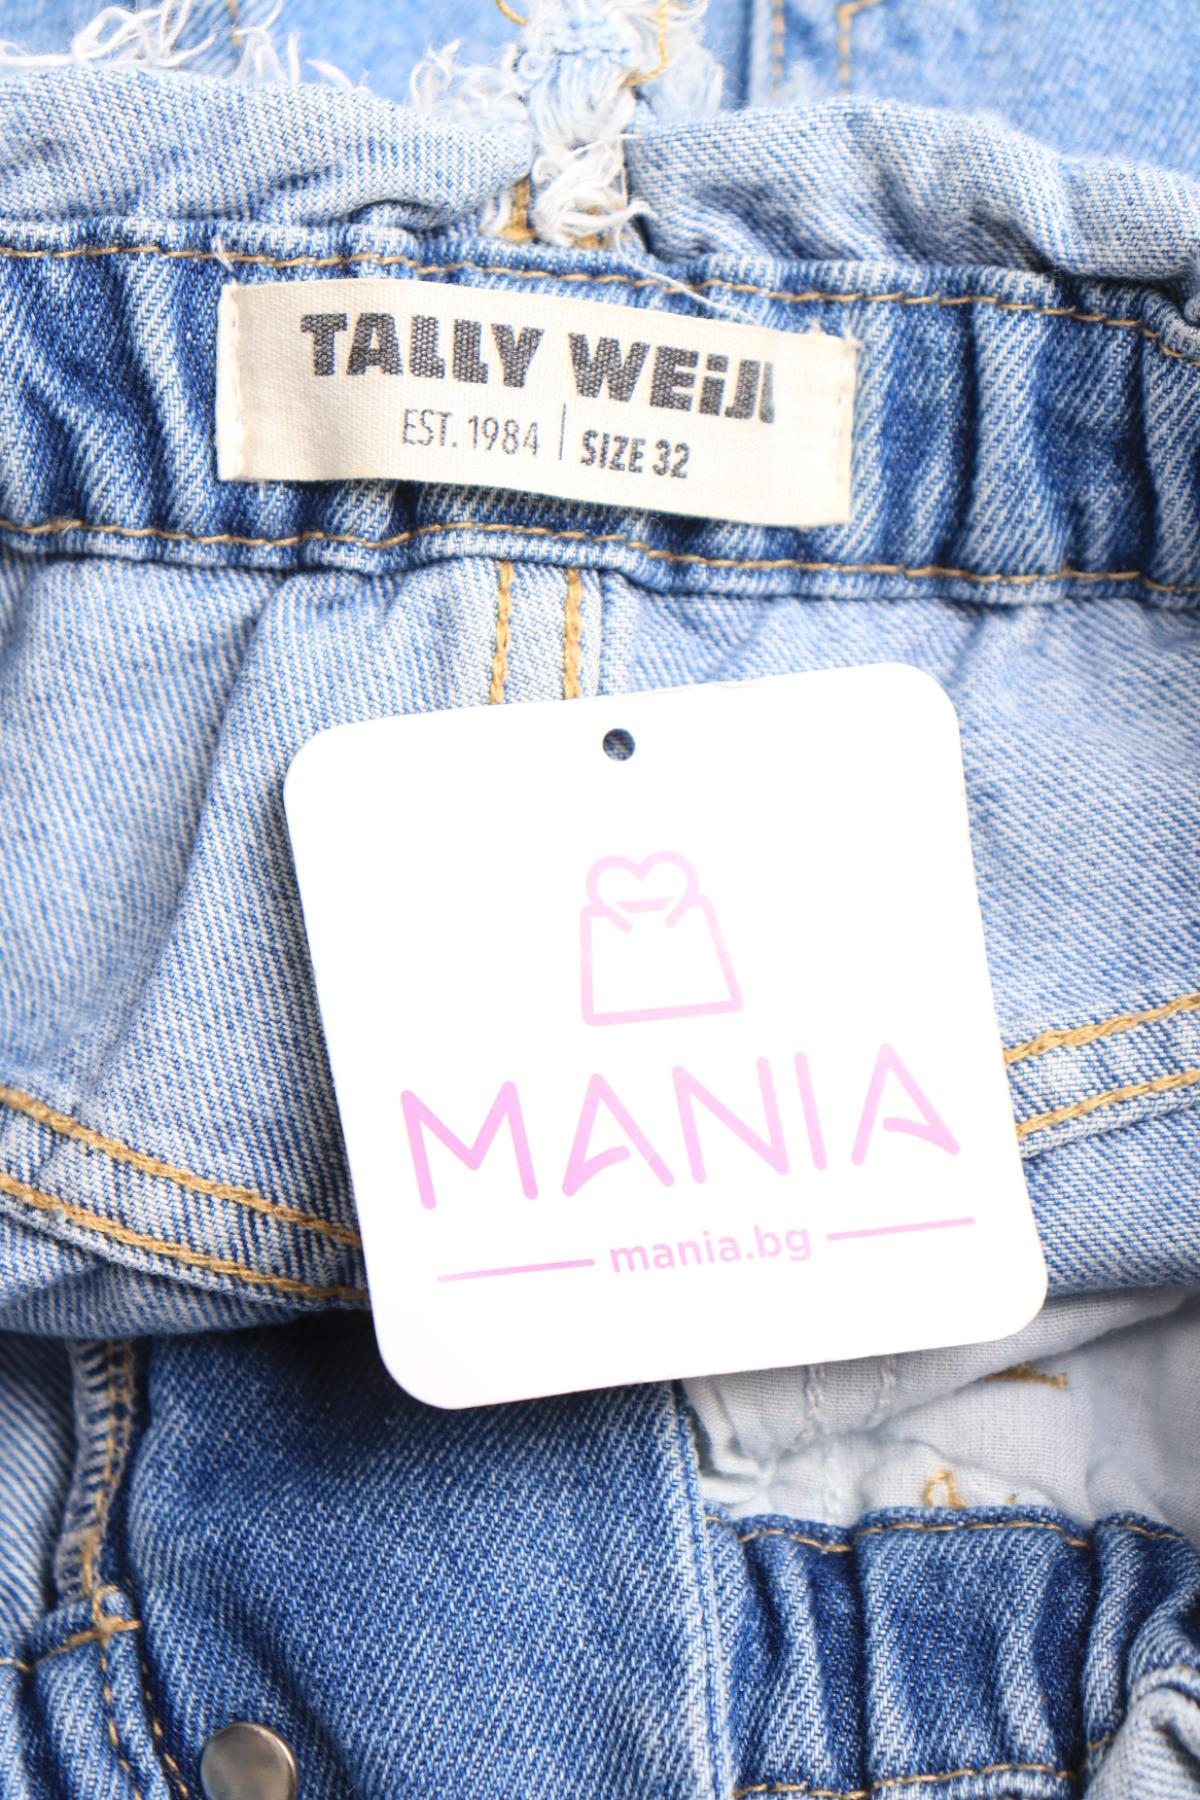 TALLY WEiJL
EST. 1984 | SIZE 32
MANIA
mania.bg